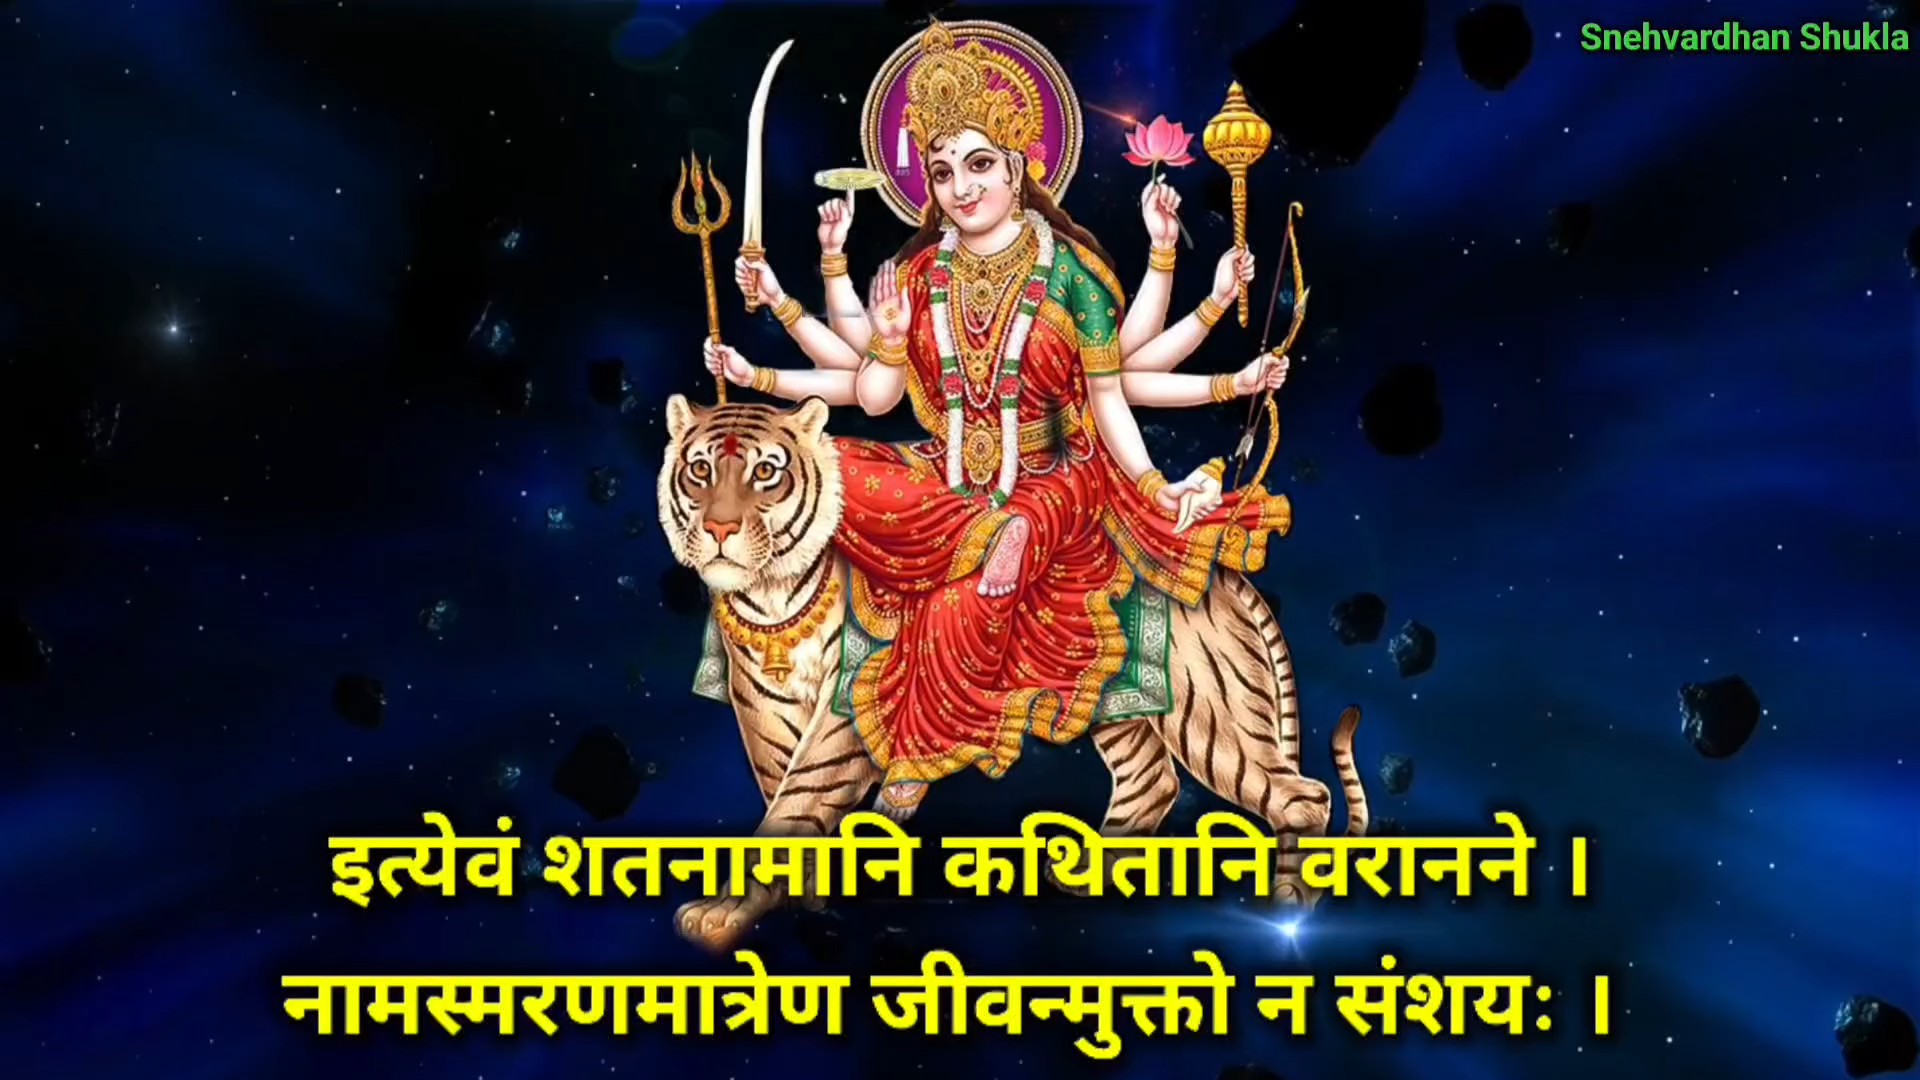 Snehvardhan Shukla
इत्येवं शतनामानि कथितानि वरानने ।
नामस्मरणमात्रेण जीवन्मुक्तो न संशयः ।